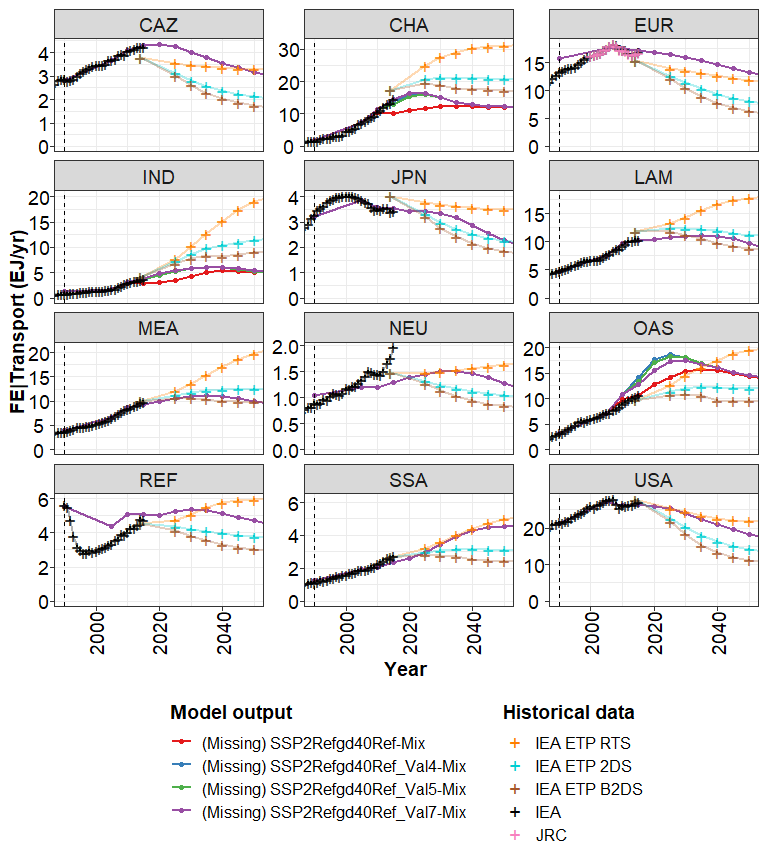 CAZ CHA EUR
4 3 2 1 0
30 20 10 0
15 10 5 0
IND JPN LAM
20 15 10 5 0
4 3 2 1 0
15 10 5 0
MEA NEU OAS
20 15 10 5 0
2.0 1.5 1.0 0.5 0.0
20 15 10 5 0
REF SSA USA
6 4 2 0
6 4 2 0
20 10 0
FE|Transport (EJ/yr)
2000 2020 2040 2000 2020 2040 2000 2020 2040
Year
Model output
(Missing) SSP2Refgd40Ref-Mix
(Missing) SSP2Refgd40Ref_Val4-Mix
(Missing) SSP2Refgd40Ref_Val5-Mix
(Missing) SSP2Refgd40Ref_Val7-Mix
Historical data
IEA ETP RTS
IEA ETP 2DS
IEA ETP B2DS
IEA
JRC